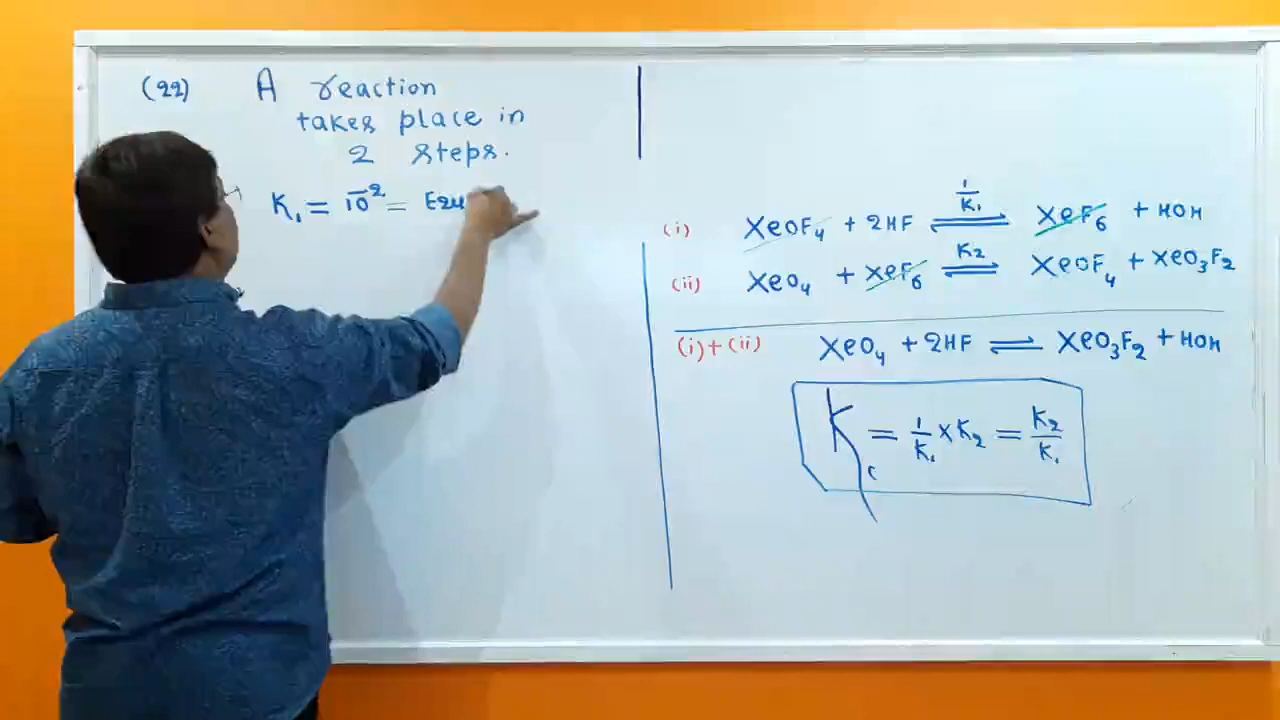 (22) A reaction
takes place in
2 steps.
K₁ = 10̄² =
(i) XeOF₄ + 2HF ⇌ XeF₆ + HOH
1/K₁
(ii) XeO₄ + XeF₆ ⇌ XeOF₄ + XeO₃F₂
K₂
(i)+(ii) XeO₄ + 2HF ⇌ XeO₃F₂ + HOH
K_c = 1/K₁ × K₂ = K₂/K₁